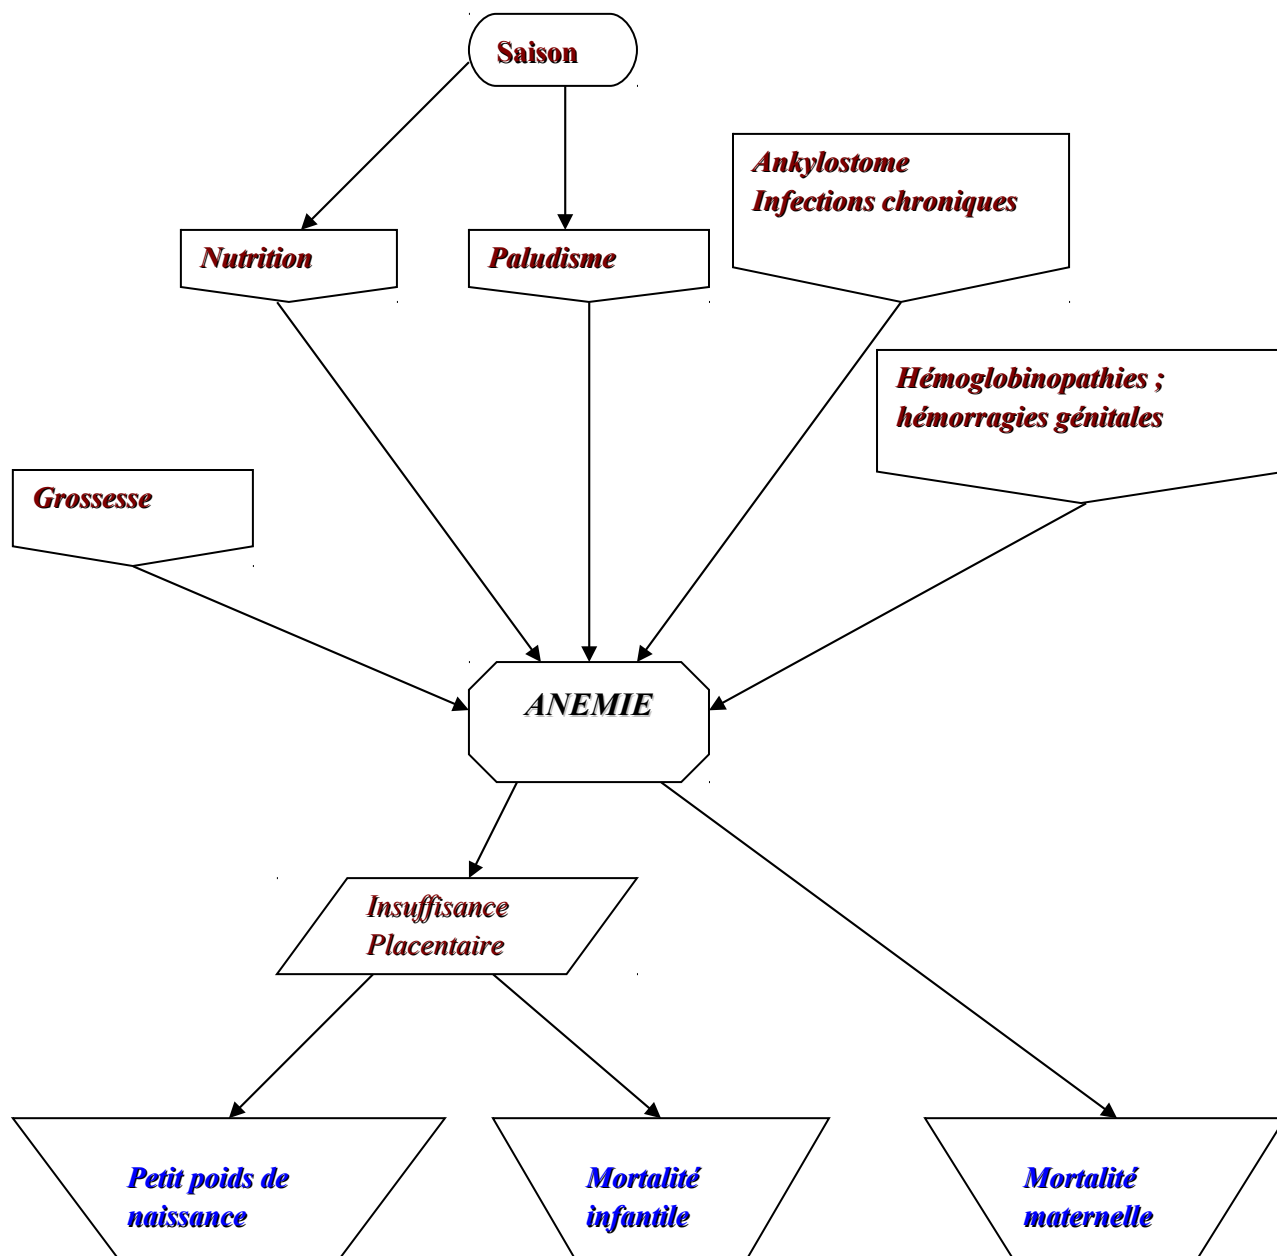 Saison
Ankylostome
Infections chroniques
Nutrition
Paludisme
Hémoglobinopathies ;
hémorragies génitales
Grossesse
ANEMIE
Insuffisance
Placentaire
Petit poids de
naissance
Mortalité
infantile
Mortalité
maternelle